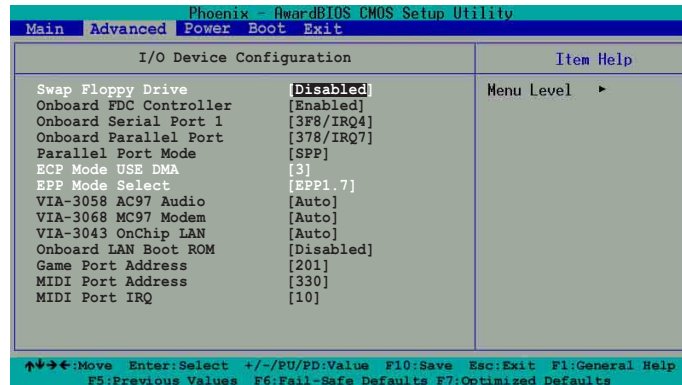 Phoenix - AwardBIOS CMOS Setup Utility
Main Advanced Power Boot Exit
I/O Device Configuration
Item Help
Swap Floppy Drive [Disabled]
Menu Level ►
Onboard FDC Controller [Enabled]
Onboard Serial Port 1 [3F8/IRQ4]
Onboard Parallel Port [378/IRQ7]
Parallel Port Mode [SPP]
ECP Mode USE DMA [3]
EPP Mode Select [EPP1.7]
VIA-3058 AC97 Audio [Auto]
VIA-3068 MC97 Modem [Auto]
VIA-3043 OnChip LAN [Auto]
Onboard LAN Boot ROM [Disabled]
Game Port Address [201]
MIDI Port Address [330]
MIDI Port IRQ [10]
↑↓→←:Move Enter:Select +/-/PU/PD:Value F10:Save Esc:Exit F1:General Help
F5:Previous Values F6:Fail-Safe Defaults F7:Optimized Defaults